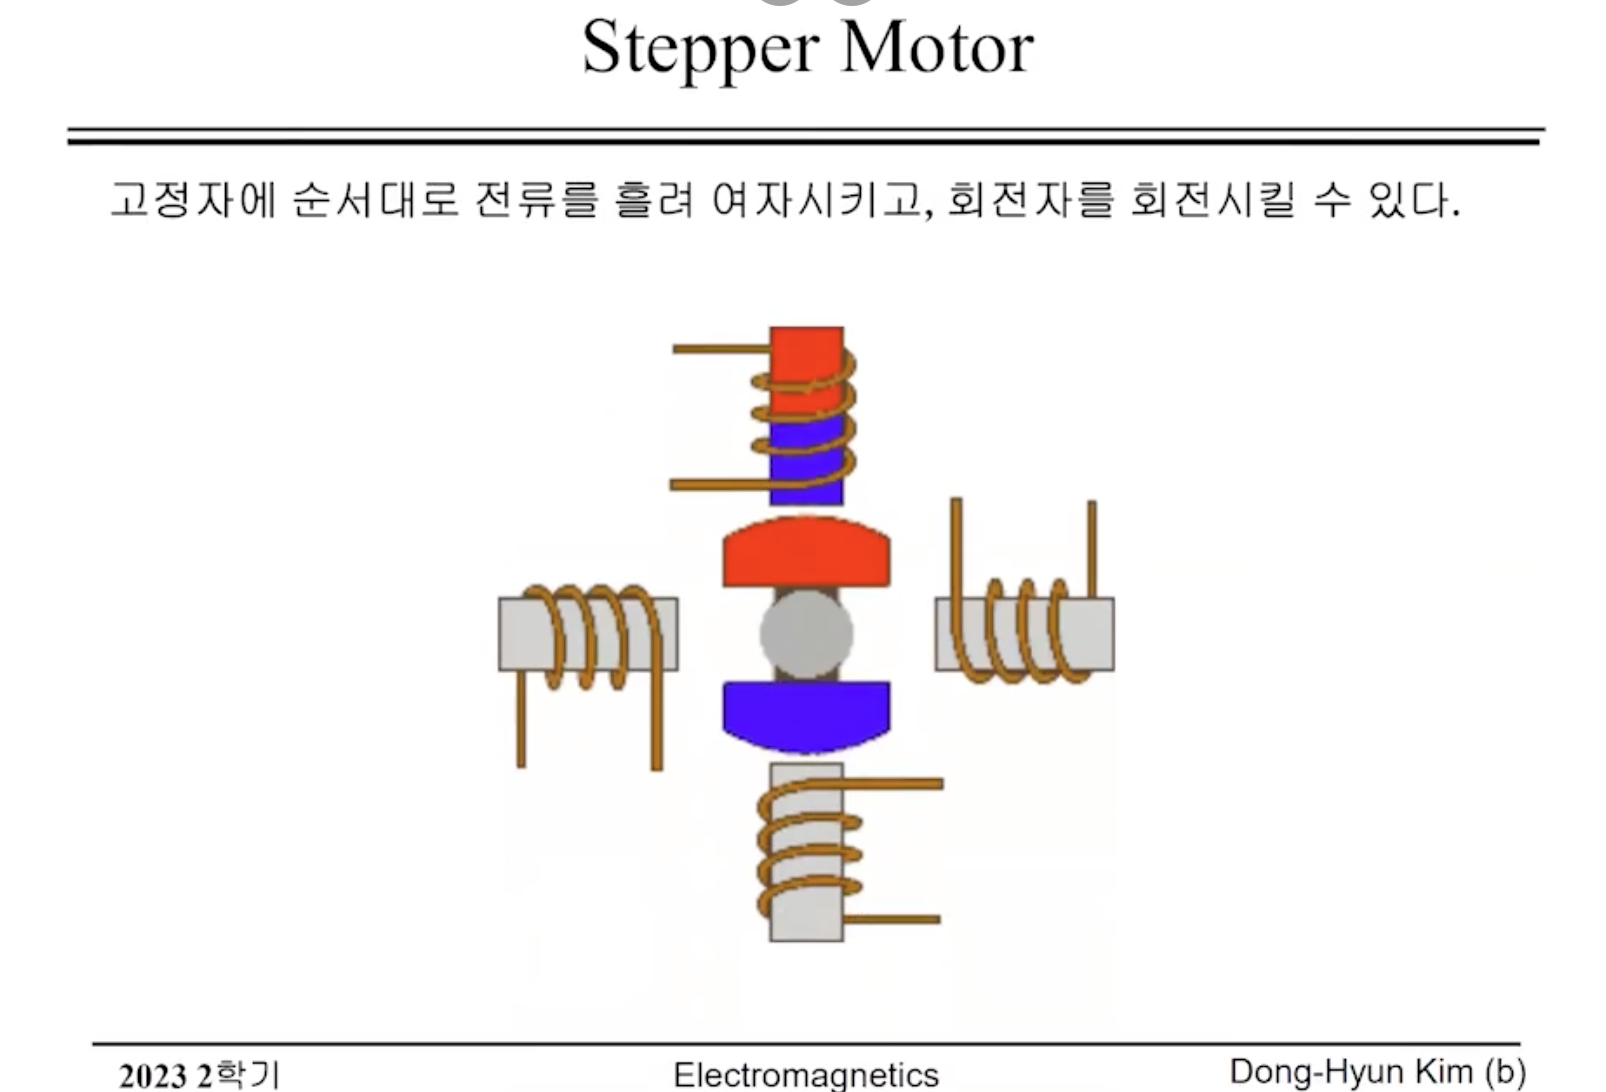 Stepper Motor
고정자에 순서대로 전류를 흘려 여자시키고, 회전자를 회전시킬 수 있다.
2023 2학기
Electromagnetics
Dong-Hyun Kim (b)